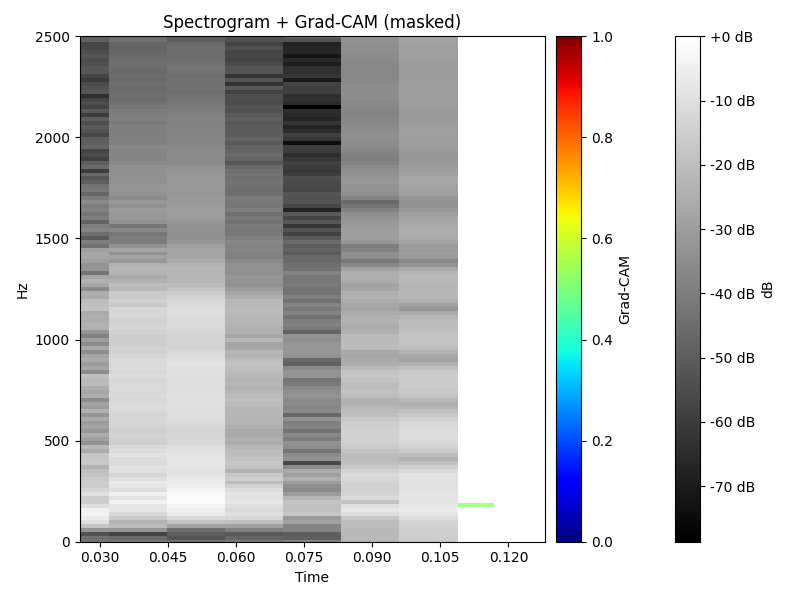 Spectrogram + Grad-CAM (masked)
2500
2000
1500
1000
500
0
Hz
0.030
0.045
0.060
0.075
0.090
0.105
0.120
Time
1.0
0.8
0.6
0.4
0.2
0.0
Grad-CAM
+0 dB
-10 dB
-20 dB
-30 dB
-40 dB
-50 dB
-60 dB
-70 dB
dB